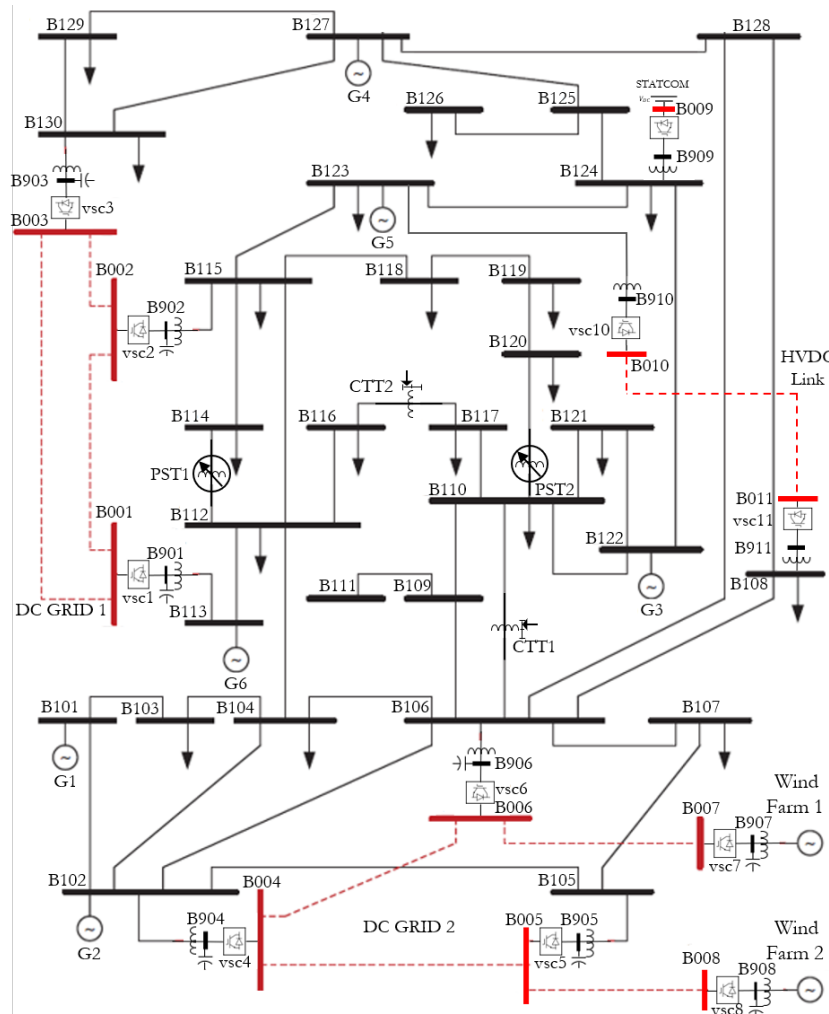 B129
B127
B128
G4
STATCOM
VDC
B009
B126
B125
B130
B909
B123
B124
B903
vsc3
G5
B003
B002
B115
B118
B119
B902
B910
vsc2
vsc10
B120
B010
HVDC
Link
CTT2
B114
B116
B117
B121
PST1
PST2
B110
B011
vsc11
B001
B112
B122
B911
B901
B111
B109
B108
vsc1
G3
DC GRID 1
B113
CTT1
G6
B101
B103
B104
B106
B107
G1
B906
vsc6
B006
Wind
Farm 1
B007
B907
vsc7
B102
B004
B105
B904
DC GRID 2
B005
B905
G2
vsc4
vsc5
Wind
Farm 2
B008
B908
vsc8